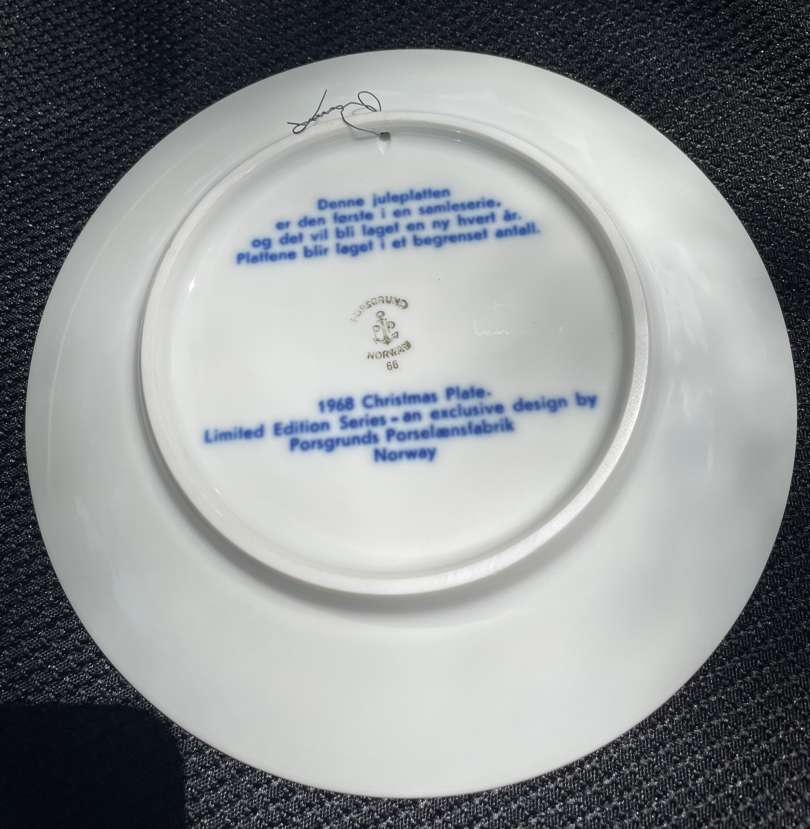 Denne juleplatten
er den første i en samleserie.
og det vil bli laget en ny hvert år.
Plattene blir laget i et begrenset antall.
PORSGRUND
NORWAY
66
1968 Christmas Plate.
Limited Edition Series - an exclusive design by
Porsgrunds Porselænsfabrik
Norway